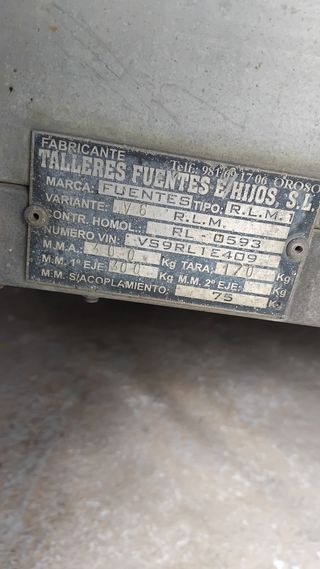 FABRICANTE Telf.: 981 69 17 06 OROSO
TALLERES FUENTES E HIJOS, S.L
MARCA: FUENTES TIPO: R.L.M.1
VARIANTE: R.L.M.
CONTR. HOMOL.: RL-0593
NUMERO VIN: VS9RL1E409
M.M.A.: 400 Kg TARA: 170 Kg
M.M. 1º EJE: 400 Kg M.M. 2º EJE: Kg
M.M. S/ACOPLAMIENTO: 75 Kg